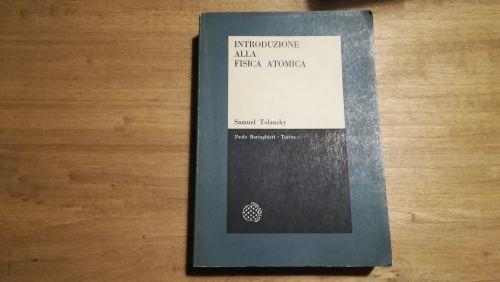 INTRODUZIONE
ALLA
FISICA ATOMICA
Samuel Tolansky
Paolo Boringhieri - Torino